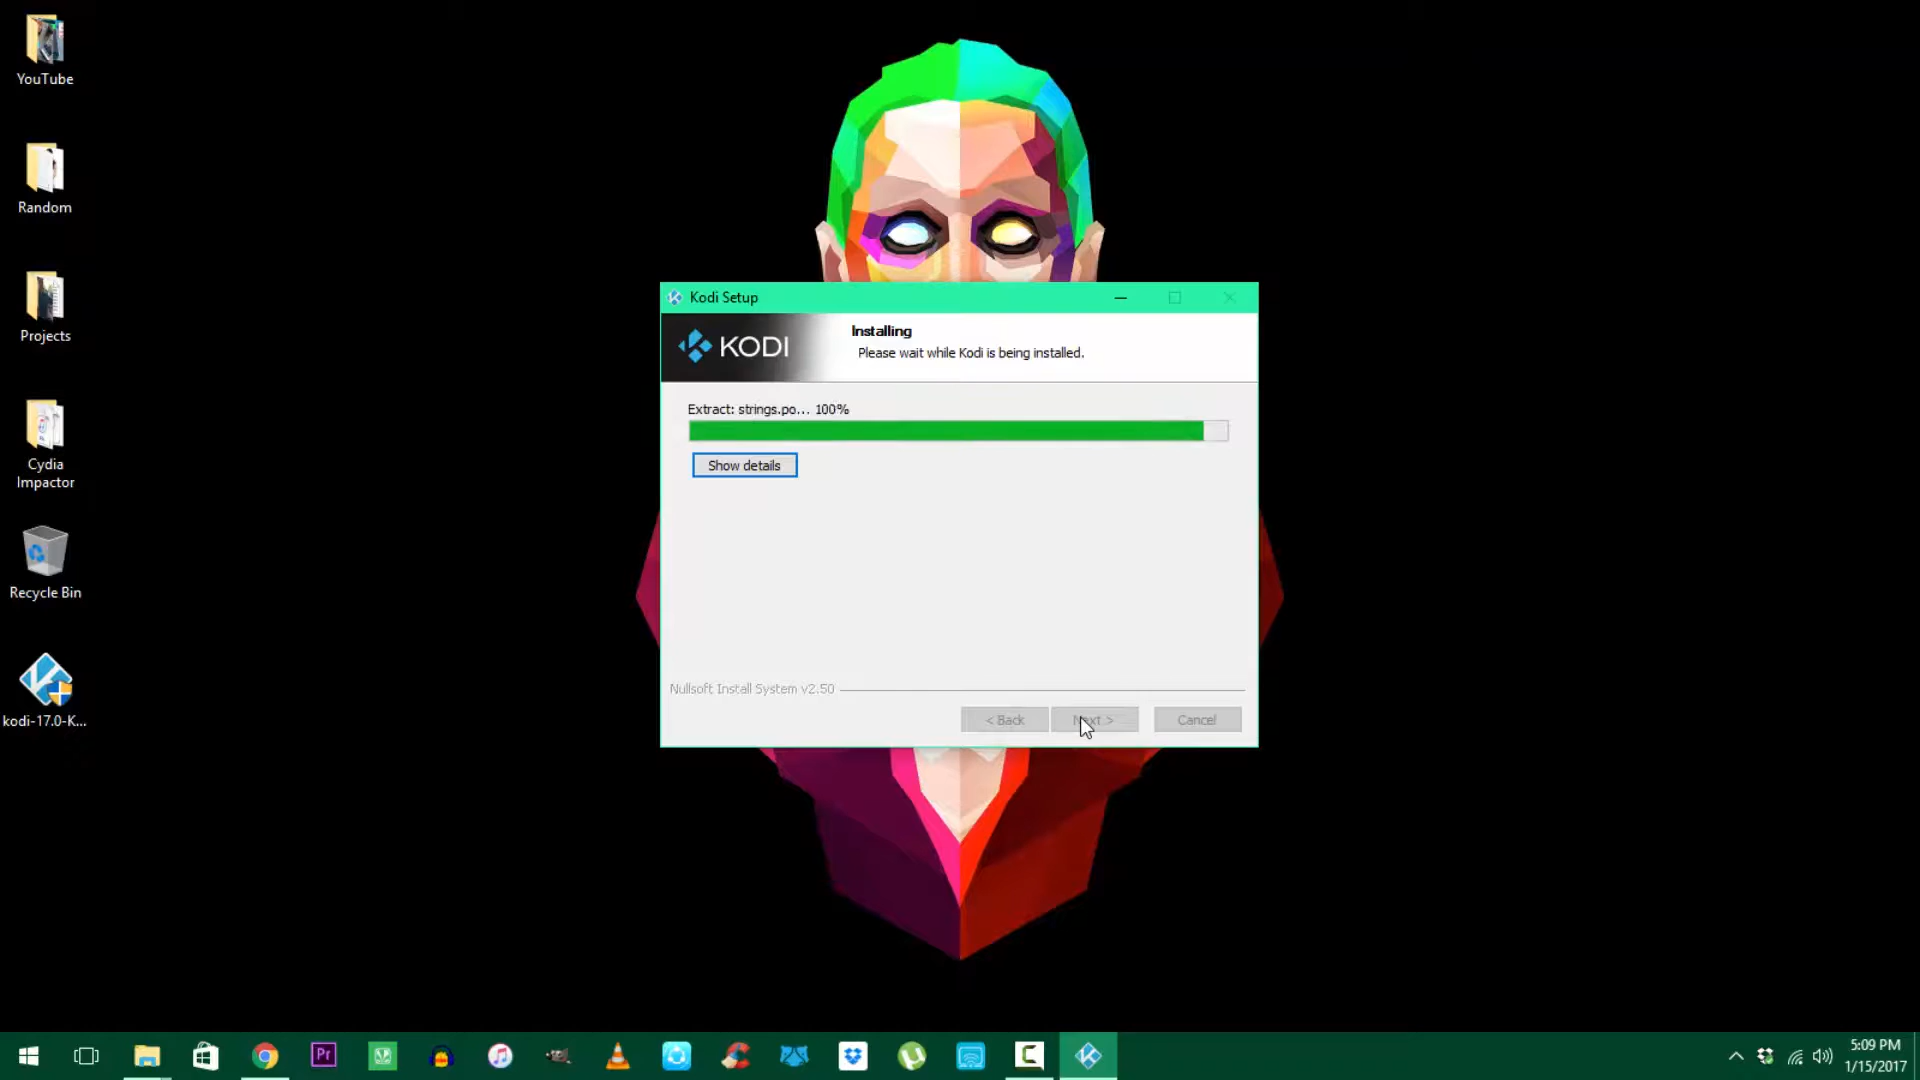 YouTube
Random
Projects
Cydia
Impactor
Recycle Bin
kodi-17.0-K...
Kodi Setup
KODI
Installing
Please wait while Kodi is being installed.
Extract: strings.po... 100%
Show details
Nullsoft Install System v2.50
< Back
Next >
Cancel
Pr
5:09 PM
1/15/2017